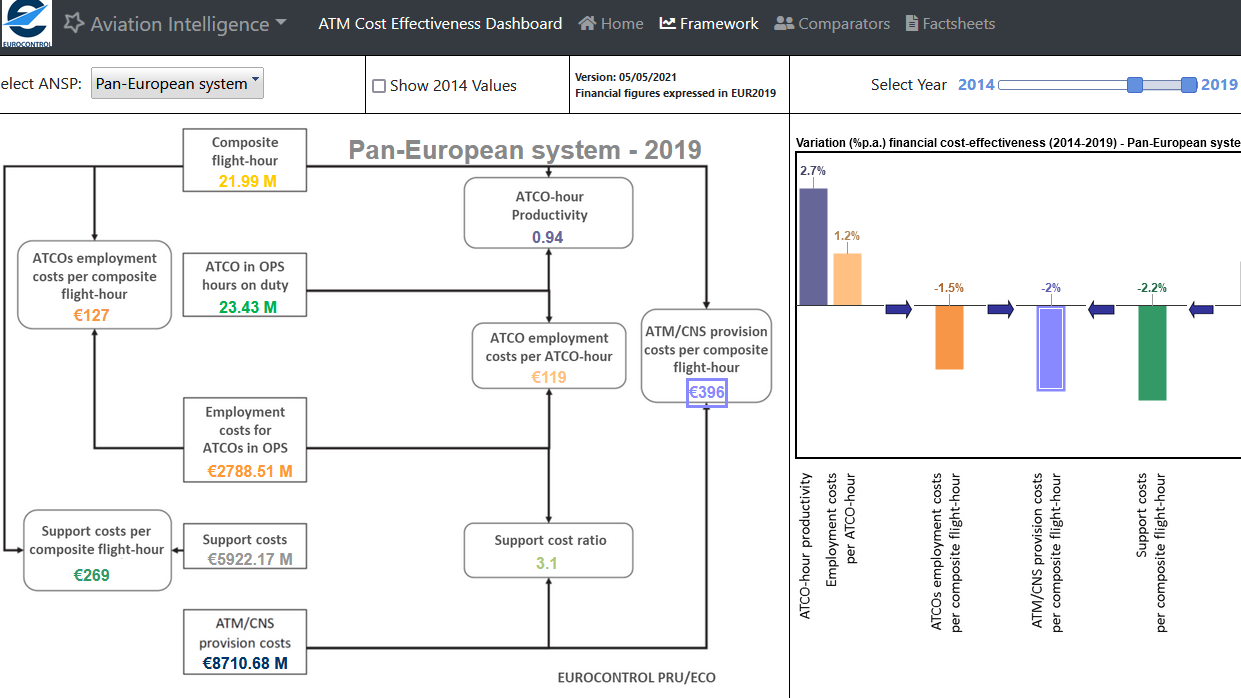 EUROCONTROL
Aviation Intelligence
ATM Cost Effectiveness Dashboard
Home
Framework
Comparators
Factsheets
elect ANSP:
Pan-European system
Show 2014 Values
Version: 05/05/2021
Financial figures expressed in EUR2019
Select Year
2014
2019
Pan-European system - 2019
Composite
flight-hour
21.99 M
ATCO-hour
Productivity
0.94
ATCOs employment
costs per composite
flight-hour
€127
ATCO in OPS
hours on duty
23.43 M
ATCO employment
costs per ATCO-hour
€119
ATM/CNS provision
costs per composite
flight-hour
€396
Employment
costs for
ATCOs in OPS
€2788.51 M
Support costs per
composite flight-hour
€269
Support costs
€5922.17 M
Support cost ratio
3.1
ATM/CNS
provision costs
€8710.68 M
EUROCONTROL PRU/ECO
Variation (%p.a.) financial cost-effectiveness (2014-2019) - Pan-European syste
2.7%
1.2%
-1.5%
-2%
-2.2%
ATCO-hour productivity
Employment costs
per ATCO-hour
ATCOs employment costs
per composite flight-hour
ATM/CNS provision costs
per composite flight-hour
Support costs
per composite flight-hour